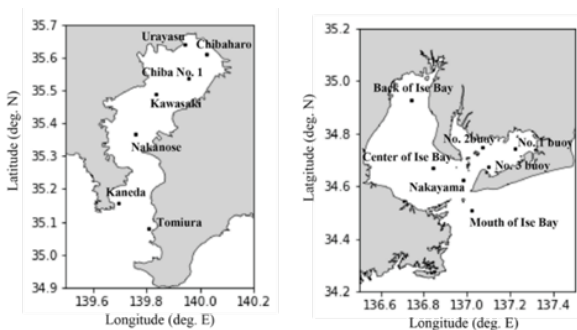 35.7
35.6
35.5
35.4
35.3
35.2
35.1
35.0
34.9
Latitude (deg. N)
Urayasu
Chibaharo
Chiba No. 1
Kawasaki
Nakanose
Kaneda
Tomiura
139.6 139.8 140.0 140.2
Longitude (deg. E)
35.2
35.0
34.8
34.6
34.4
34.2
Latgitude (deg. N)
Back of Ise Bay
No. 2buoy
No. 1 buoy
Center of Ise Bay
No. 3 buoy
Nakayama
Mouth of Ise Bay
136.6 136.8 137.0 137.2 137.4
Longitude (deg. E)